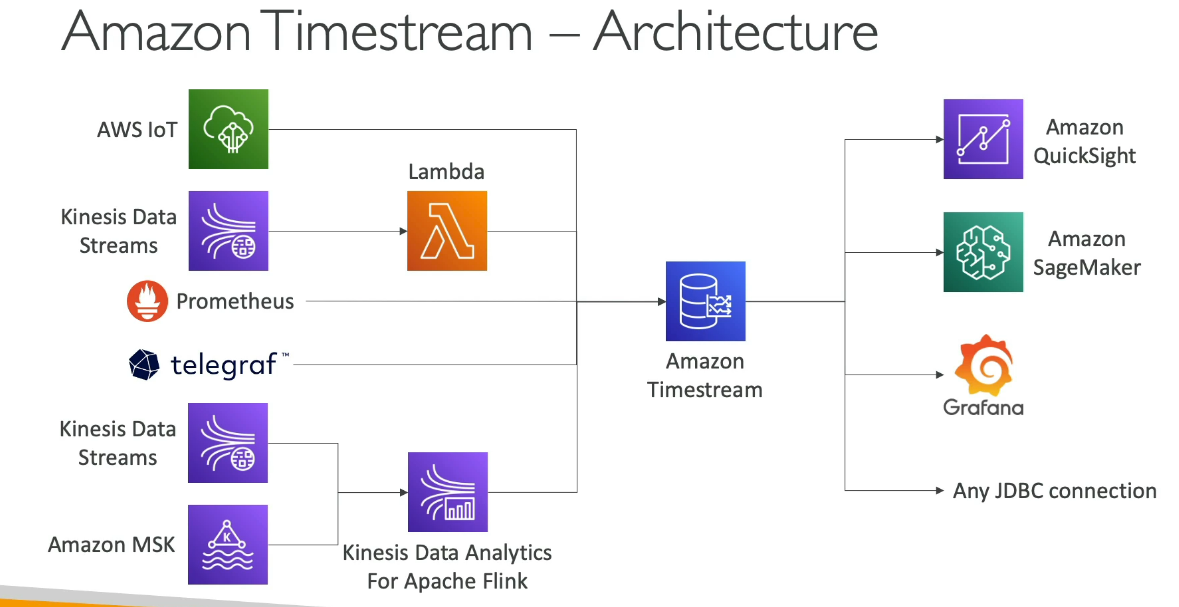 Amazon Timestream – Architecture
AWS IoT
Lambda
Kinesis Data
Streams
Prometheus
telegraf™
Kinesis Data
Streams
Amazon MSK
K
Kinesis Data Analytics
For Apache Flink
Amazon
Timestream
Amazon
QuickSight
Amazon
SageMaker
Grafana
Any JDBC connection